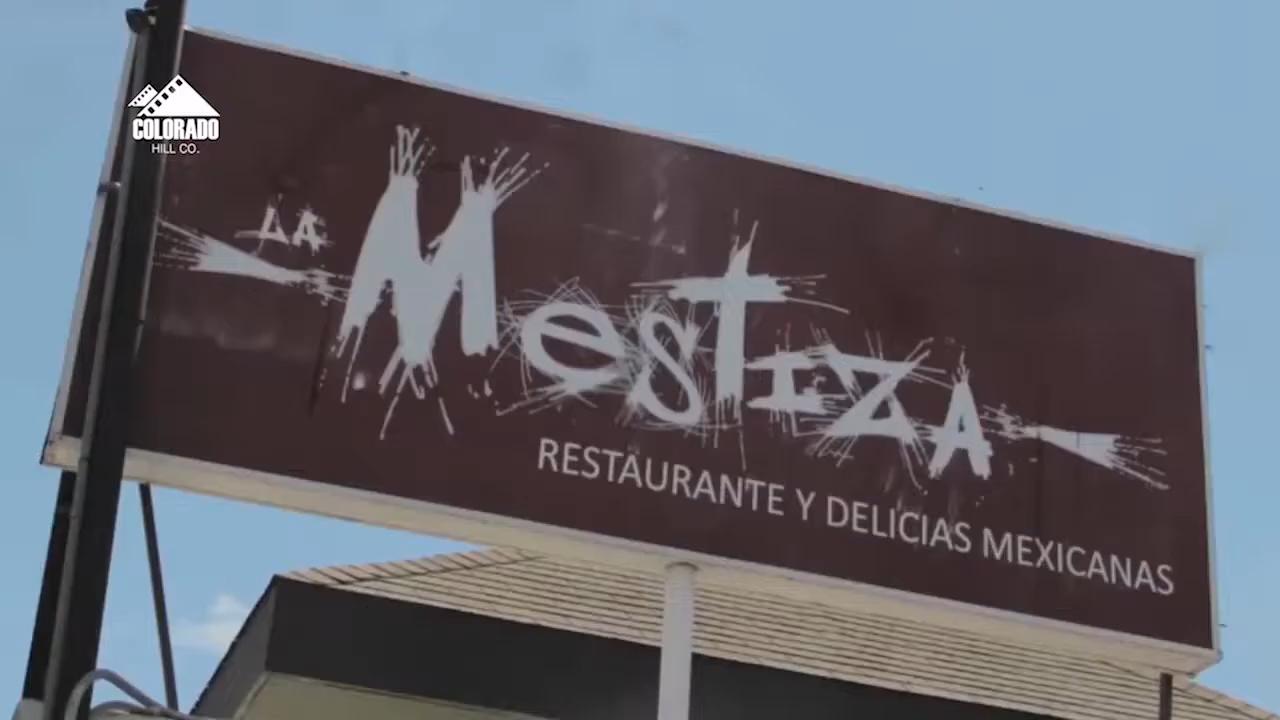 COLORADO
HILL CO.
LA
MesTIZA
RESTAURANTE Y DELICIAS MEXICANAS